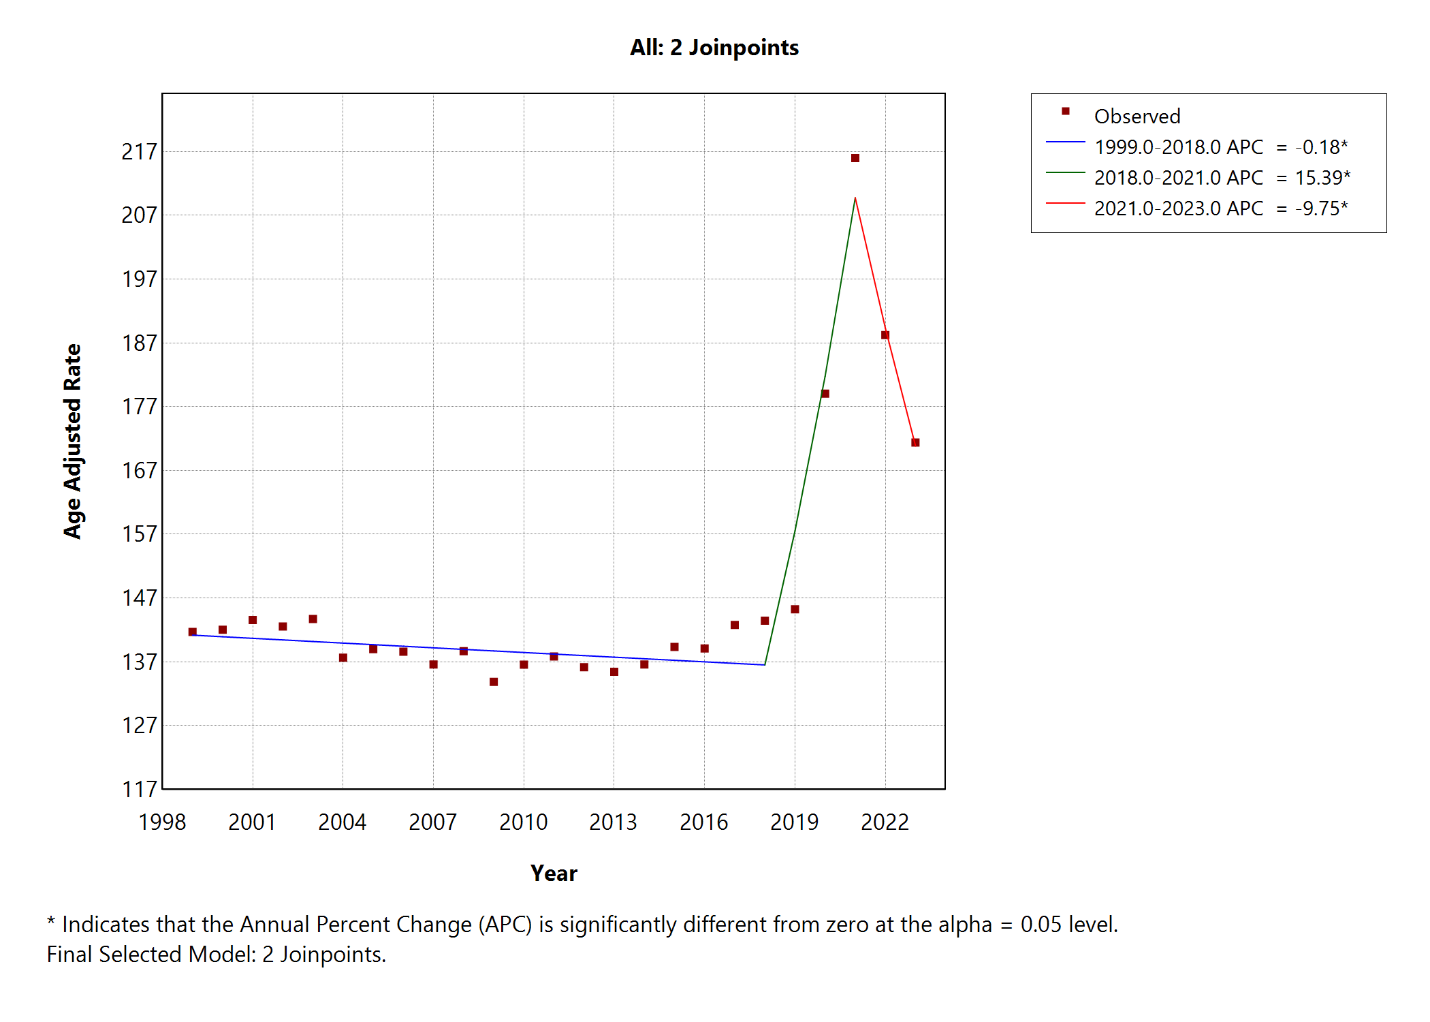 All: 2 Joinpoints
Observed
1999.0-2018.0 APC = -0.18*
2018.0-2021.0 APC = 15.39*
2021.0-2023.0 APC = -9.75*
217
207
197
187
177
167
157
147
137
127
117
Age Adjusted Rate
1998 2001 2004 2007 2010 2013 2016 2019 2022
Year
* Indicates that the Annual Percent Change (APC) is significantly different from zero at the alpha = 0.05 level.
Final Selected Model: 2 Joinpoints.